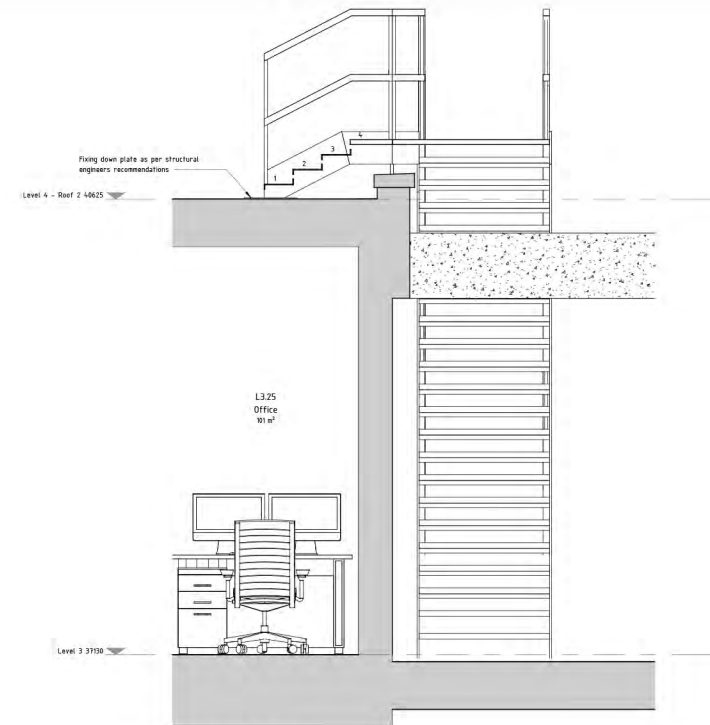 4
3
2
1
Fixing down plate as per structural
engineers recommendations
Level 4 - Roof 2 40625
L3.25
Office
101 m²
Level 3 37130